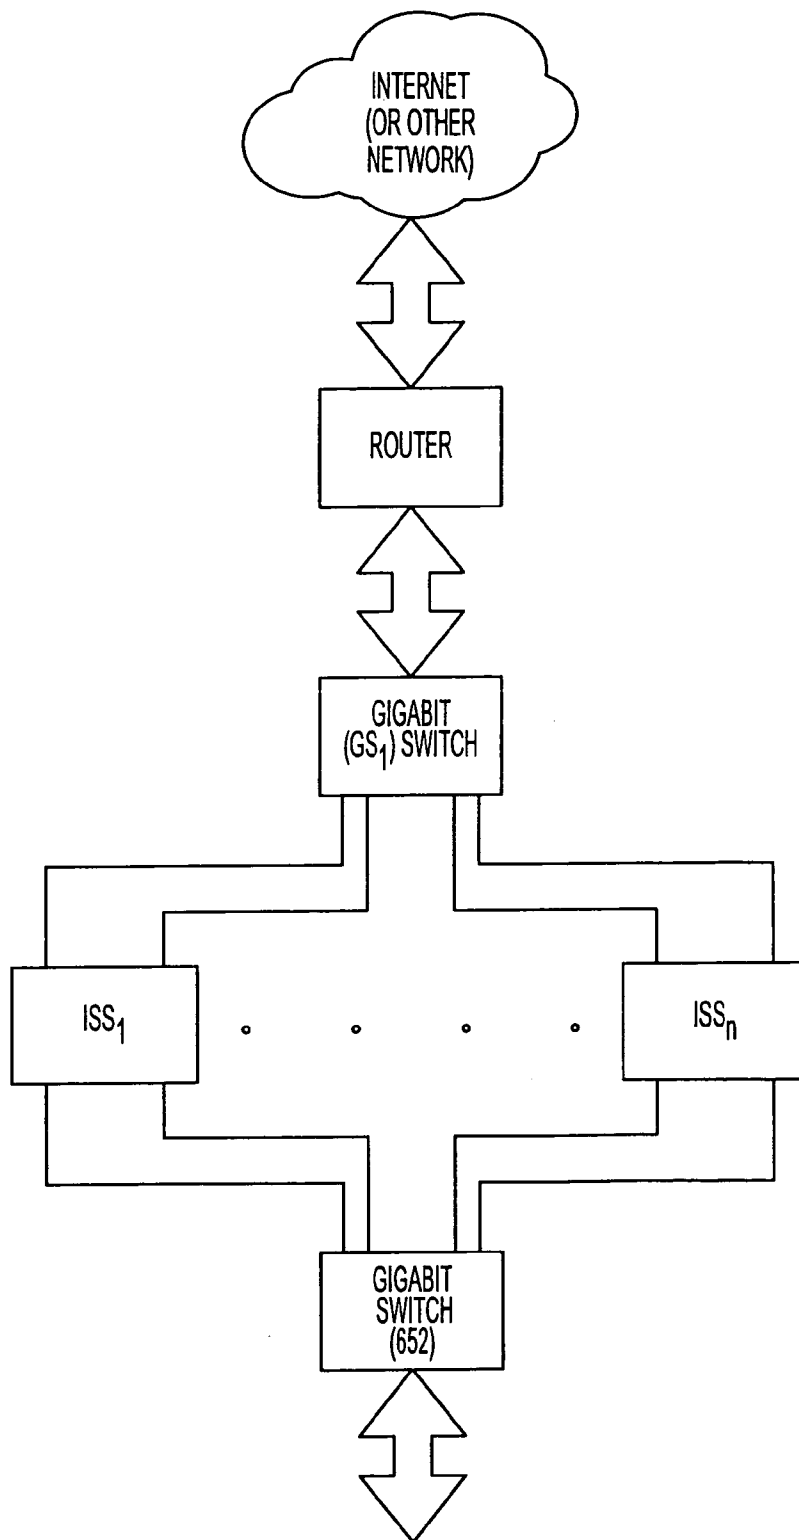 INTERNET
(OR OTHER
NETWORK)
ROUTER
GIGABIT
(GS₁) SWITCH
ISS₁
ISSₙ
GIGABIT
SWITCH
(652)